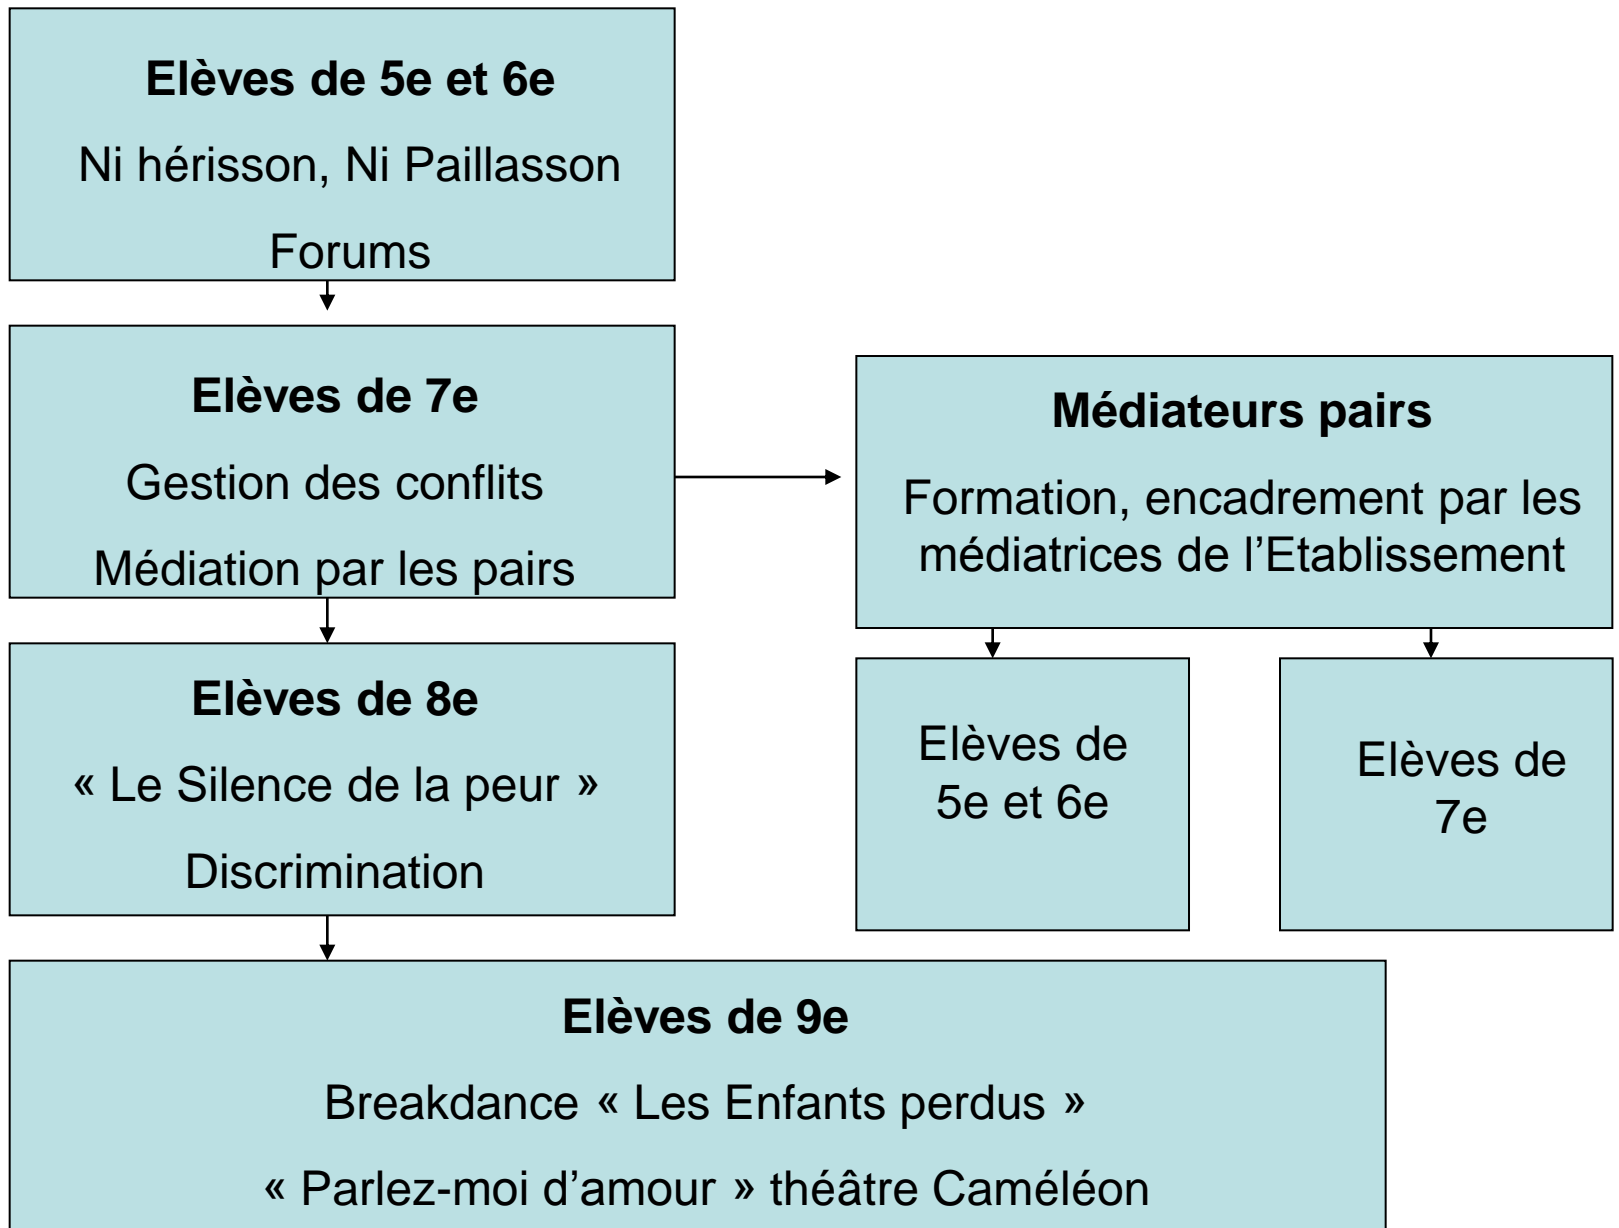 Elèves de 5e et 6e
Ni hérisson, Ni Paillasson
Forums
Elèves de 7e
Gestion des conflits
Médiation par les pairs
Médiateurs pairs
Formation, encadrement par les
médiatrices de l’Etablissement
Elèves de 8e
« Le Silence de la peur »
Discrimination
Elèves de
5e et 6e
Elèves de
7e
Elèves de 9e
Breakdance « Les Enfants perdus »
« Parlez-moi d’amour » théâtre Caméléon